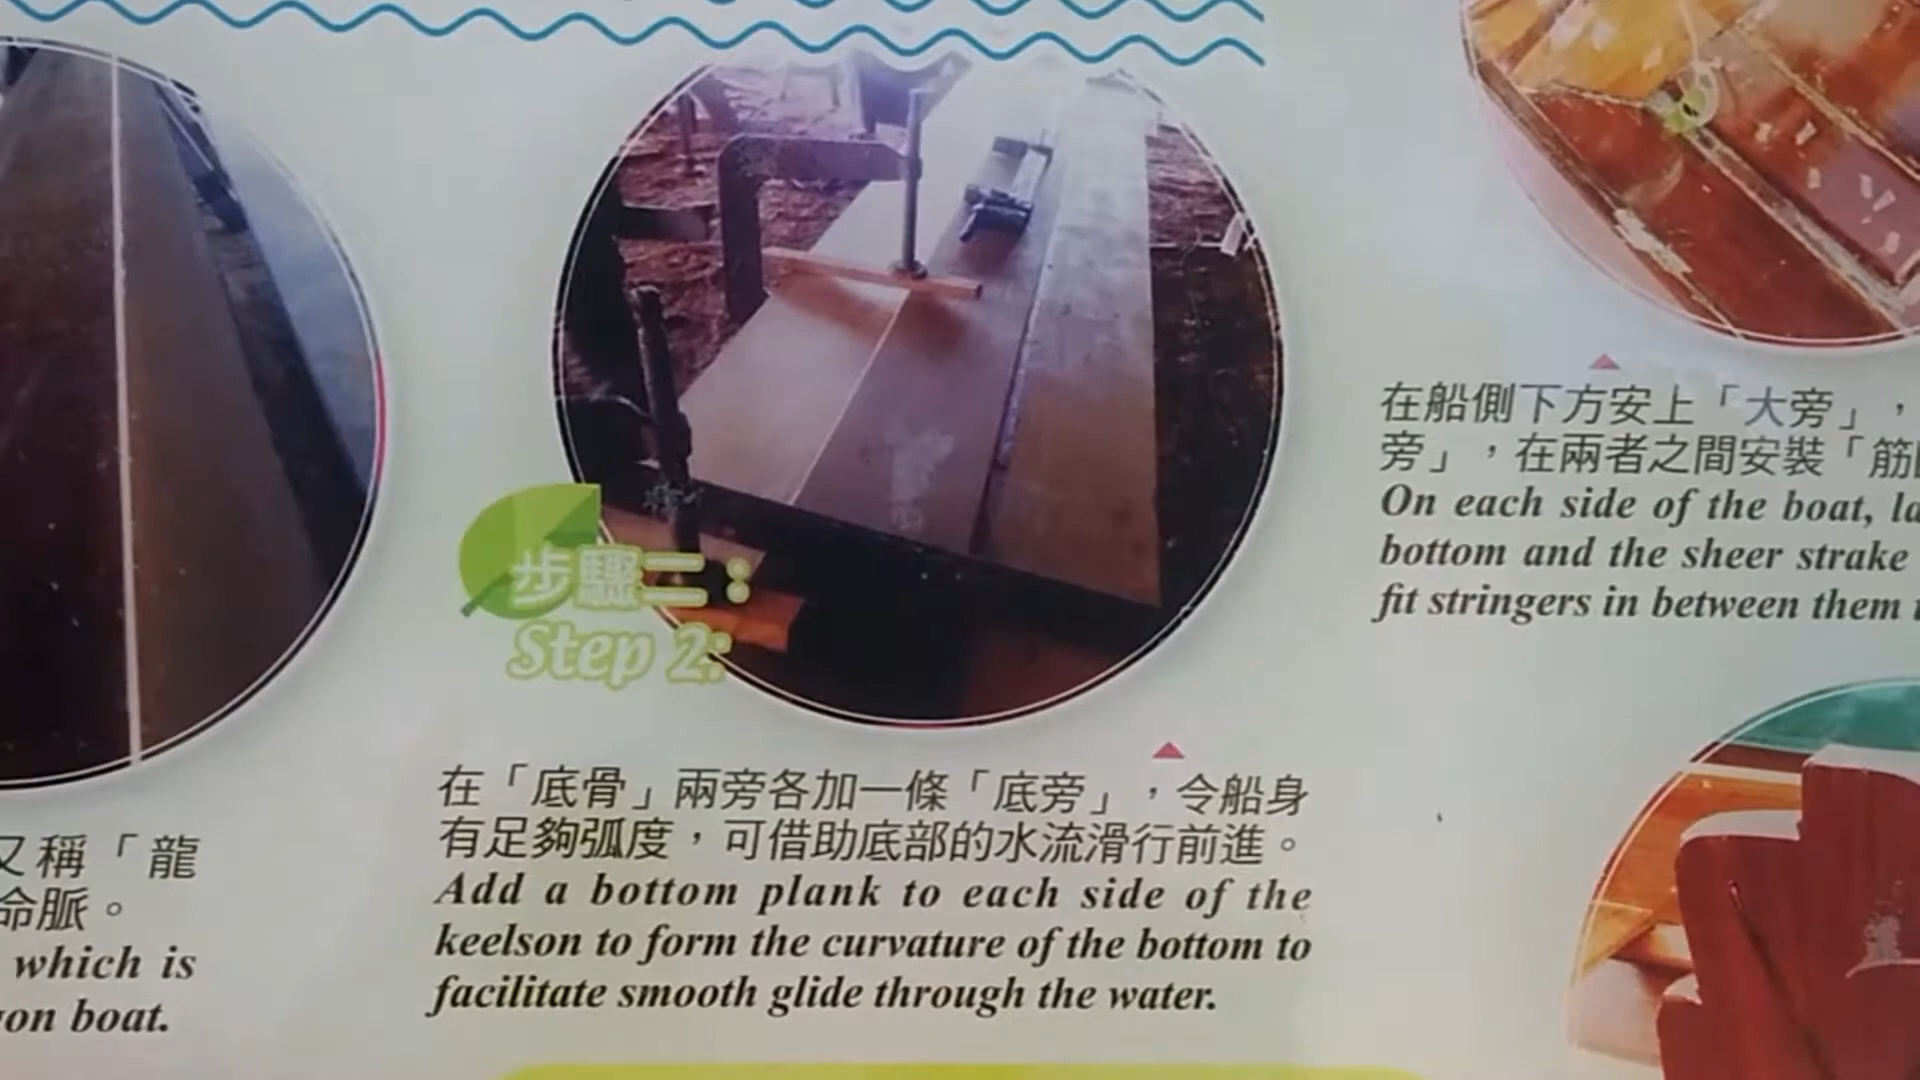 又稱「龍
命脈。
which is
on boat.
步驟二：
Step 2:
在「底骨」兩旁各加一條「底旁」，令船身
有足夠弧度，可借助底部的水流滑行前進。
Add a bottom plank to each side of the
keelson to form the curvature of the bottom to
facilitate smooth glide through the water.
在船側下方安上「大旁」，
旁」，在兩者之間安裝「筋
On each side of the boat, la
bottom and the sheer strake
fit stringers in between them